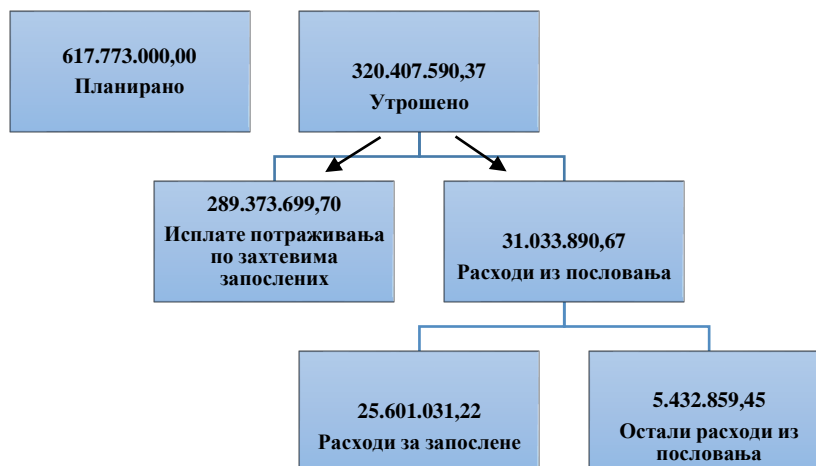 617.773.000,00
Планирано
320.407.590,37
Утрошено
289.373.699,70
Исплате потраживања
по захтевима
запослених
31.033.890,67
Расходи из пословања
25.601.031,22
Расходи за запослене
5.432.859,45
Остали расходи из
пословања